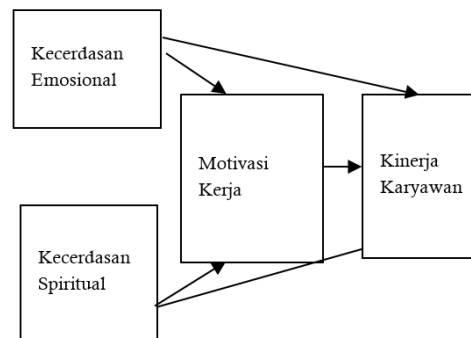 Kecerdasan
Emosional
Motivasi
Kerja
Kinerja
Karyawan
Kecerdasan
Spiritual